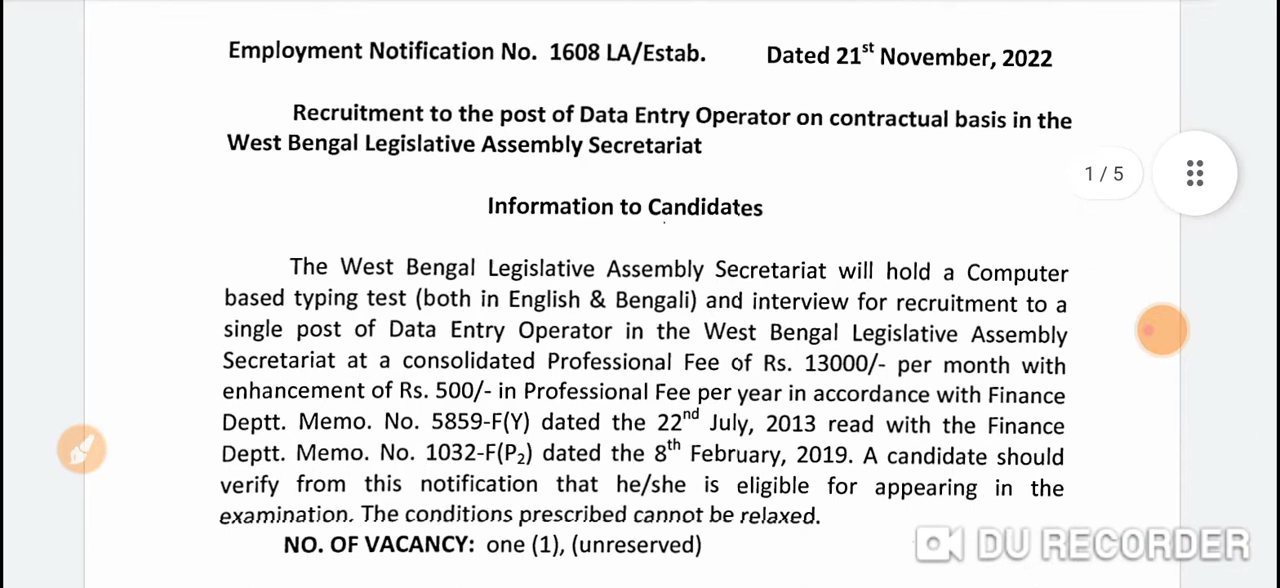 Employment Notification No. 1608 LA/Estab. Dated 21st November, 2022
Recruitment to the post of Data Entry Operator on contractual basis in the
West Bengal Legislative Assembly Secretariat
1 / 5
Information to Candidates
The West Bengal Legislative Assembly Secretariat will hold a Computer
based typing test (both in English & Bengali) and interview for recruitment to a
single post of Data Entry Operator in the West Bengal Legislative Assembly
Secretariat at a consolidated Professional Fee of Rs. 13000/- per month with
enhancement of Rs. 500/- in Professional Fee per year in accordance with Finance
Deptt. Memo. No. 5859-F(Y) dated the 22nd July, 2013 read with the Finance
Deptt. Memo. No. 1032-F(P2) dated the 8th February, 2019. A candidate should
verify from this notification that he/she is eligible for appearing in the
examination. The conditions prescribed cannot be relaxed.
NO. OF VACANCY: one (1), (unreserved)
DU RECORDER